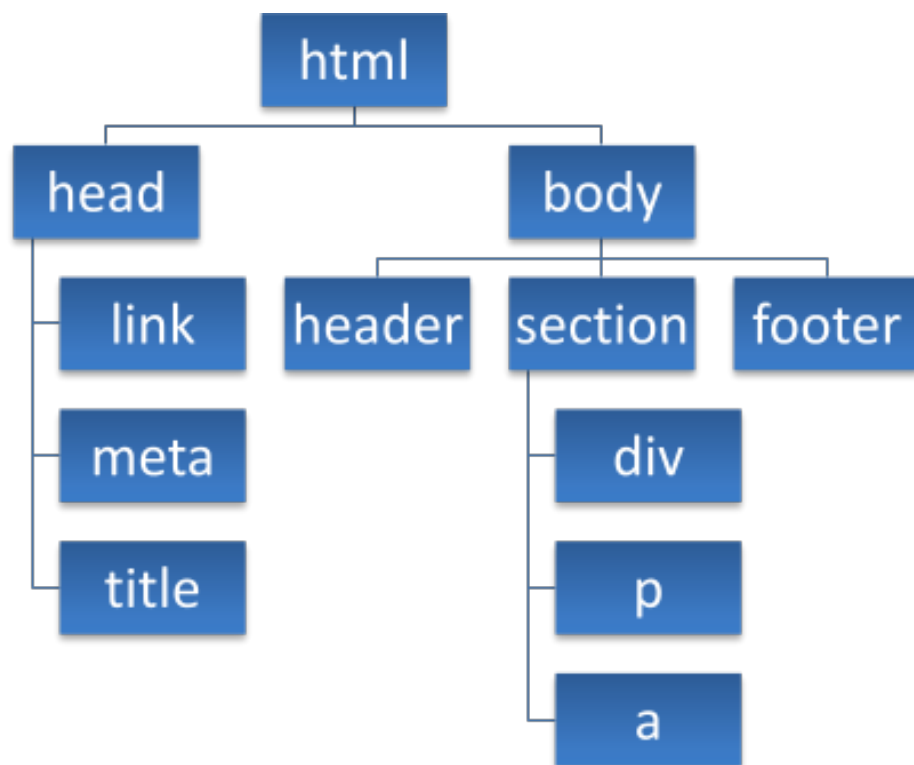 html
head
body
link
header
section
footer
meta
div
title
p
a